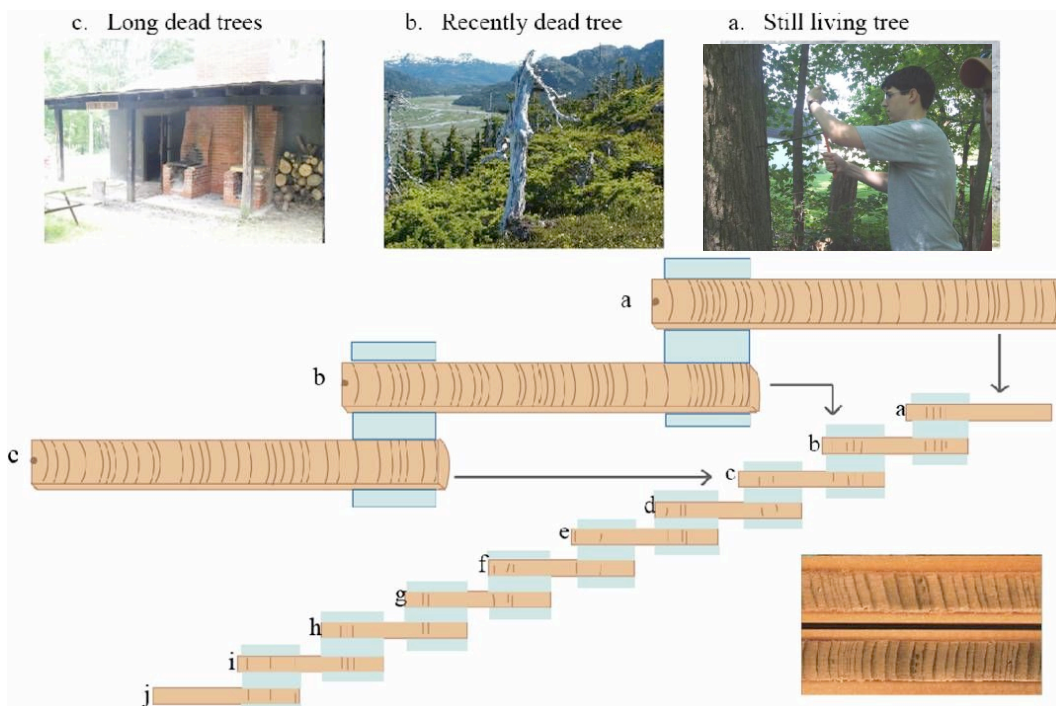 c. Long dead trees
b. Recently dead tree
a. Still living tree
a
b
c
a
b
c
d
e
f
g
h
i
j